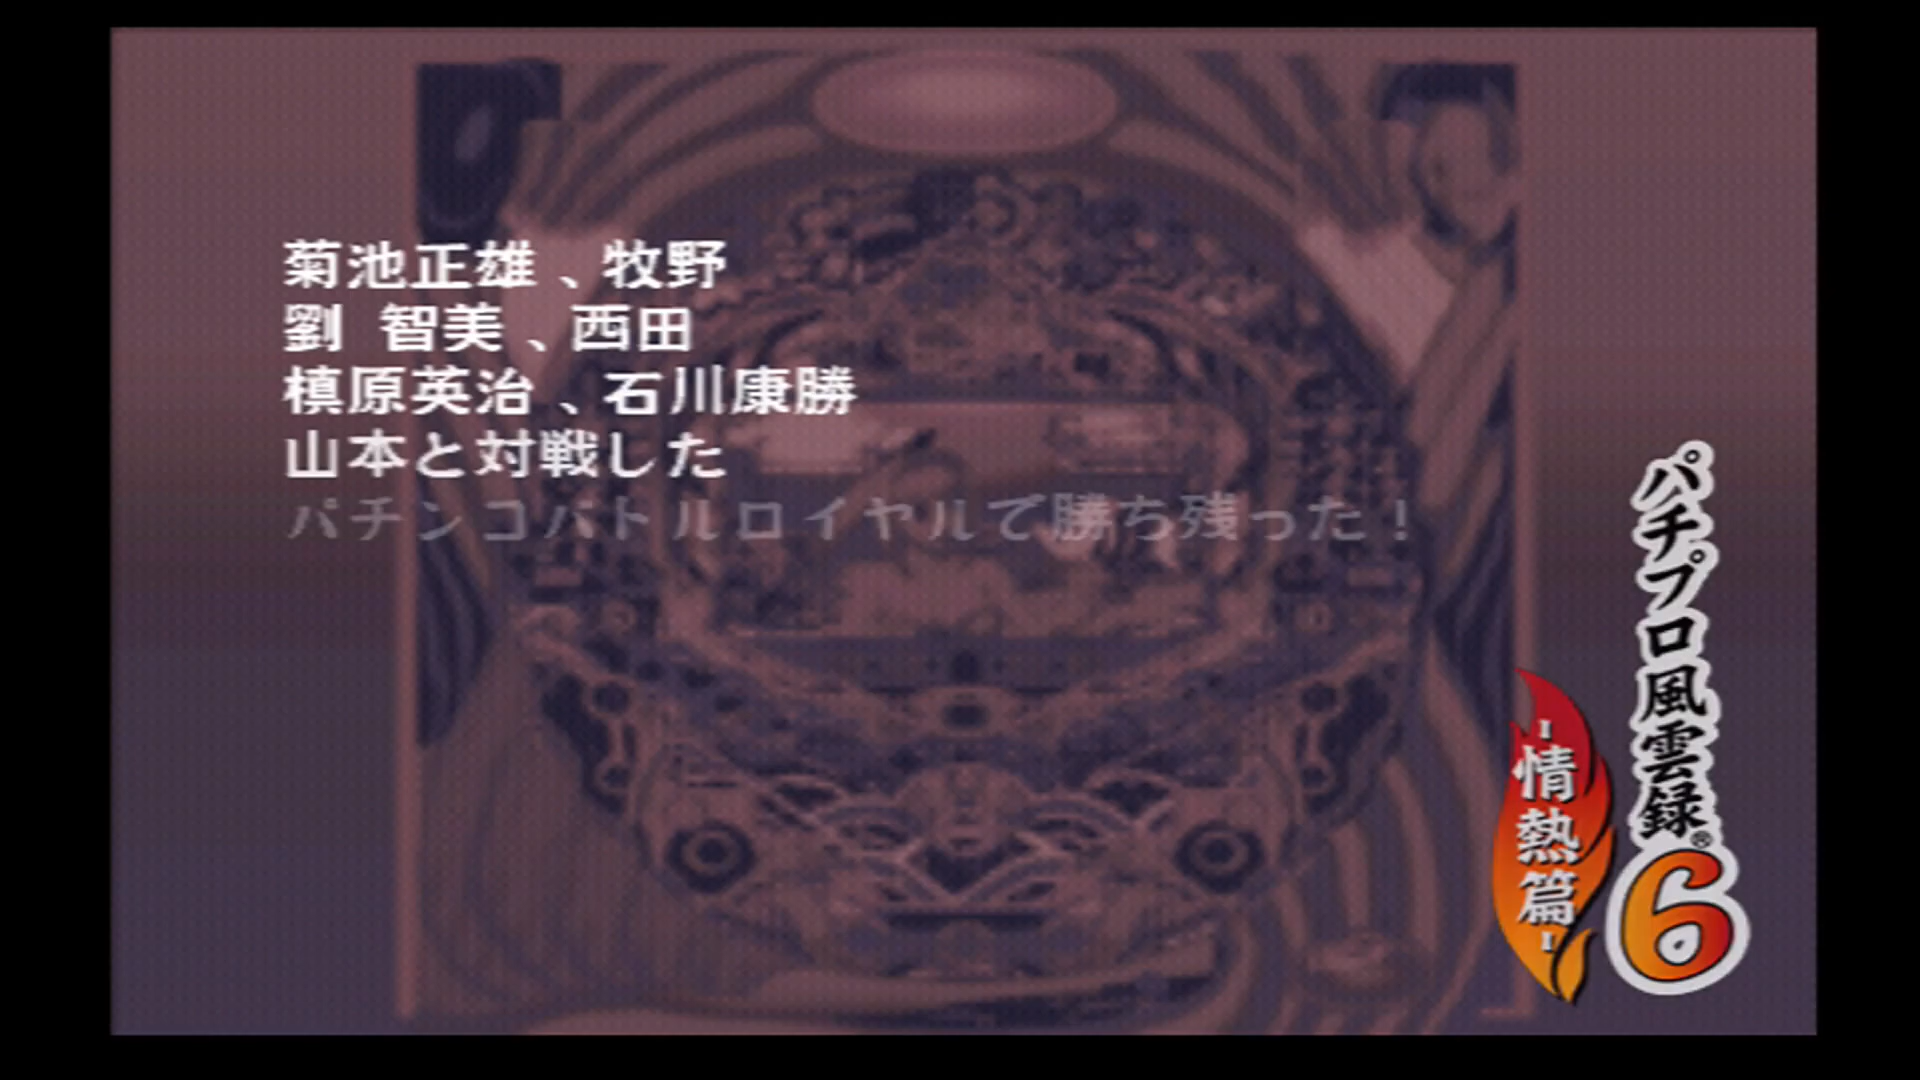 菊池正雄、牧野
劉 智美、西田
槙原英治、石川康勝
山本と対戦した
パチンコバトルロイヤルで勝ち残った！
パチプロ風雲録®6
-情熱篇-